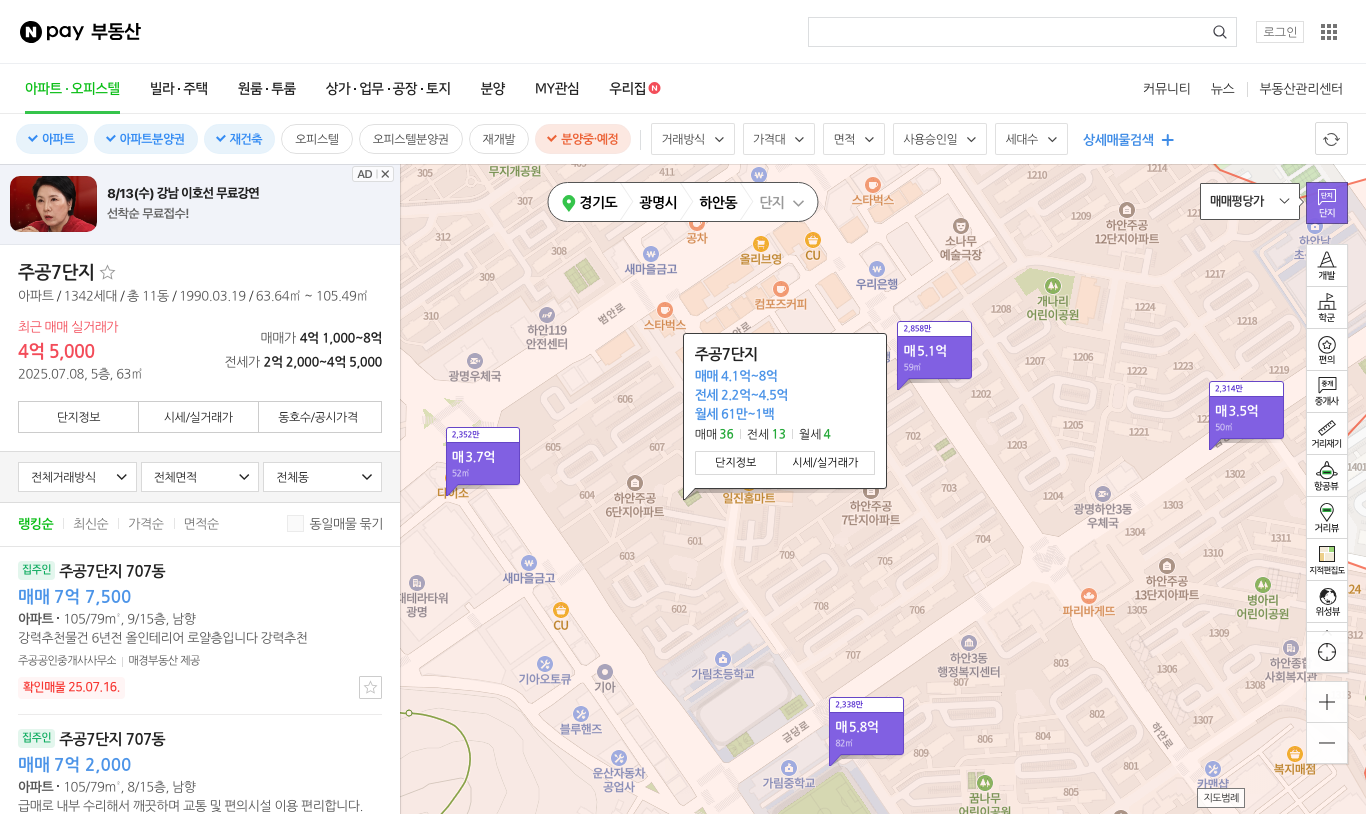 N pay 부동산
로그인
아파트·오피스텔 빌라·주택 원룸·투룸 상가·업무·공장·토지 분양 MY관심 우리집 N
커뮤니티 뉴스 부동산관리센터
아파트 아파트분양권 재건축 오피스텔 오피스텔분양권 재개발 분양중·예정 거래방식 가격대 면적 사용승인일 세대수 상세매물검색
8/13(수) 강남 이호선 무료강연
선착순 무료접수!
AD
주공7단지
아파트 / 1342세대 / 총 11동 / 1990.03.19 / 63.64㎡ ~ 105.49㎡
최근 매매 실거래가
4억 5,000
2025.07.08, 5층, 63㎡
매매가 4억 1,000~8억
전세가 2억 2,000~4억 5,000
단지정보 시세/실거래가 동호수/공시가격
전체거래방식 전체면적 전체동
랭킹순 최신순 가격순 면적순 동일매물 묶기
집주인 주공7단지 707동
매매 7억 7,500
아파트 · 105/79㎡, 9/15층, 남향
강력추천물건 6년전 올인테리어 로얄층입니다 강력추천
주공공인중개사사무소 매경부동산 제공
확인매물 25.07.16.
집주인 주공7단지 707동
매매 7억 2,000
아파트 · 105/79㎡, 8/15층, 남향
급매로 내부 수리해서 깨끗하며 교통 및 편의시설 이용 편리합니다.
경기도 광명시 하안동 단지
매매평당가
단지
단지
개발
학군
편의
중개
중개사
거리재기
항공뷰
거리뷰
지적편집도
위성뷰
지도범례
주공7단지
매매 4.1억~8억
전세 2.2억~4.5억
월세 61만~1백
매매 36 전세 13 월세 4
단지정보 시세/실거래가
2,858만
매 5.1억
59㎡
2,314만
매 3.5억
50㎡
2,352만
매 3.7억
52㎡
2,338만
매 5.8억
82㎡
무지개공원
305
411
스타벅스
307
312
공차
올리브영
CU
소나무
예술극장
하안주공
12단지아파트
1210
하안남
308
새마을금고
우리은행
309
1217
1214
컴포즈커피
개나리
어린이공원
1221
310
하안119
안전센터
범안로
스타벅스
1219
1218
광명우체국
1207
1206
1220
1202
606
605
604
702
다이소
하안주공
6단지아파트
일진홈마트
하안주공
7단지아파트
광명하안3동
우체국
1313
1312
1304
1311
601
603
709
705
1310
새마을금고
하안주공
13단지아파트
1303
테라타워
광명
CU
602
708
706
파리바게뜨
1305
병아리
어린이공원
24
1309
1301
가림초등학교
707
하안3동
행정복지센터
807
1306
1308
기아오토큐
기아
803
802
1307
블루핸즈
금당로
하안로
809
806
804
808
805
운산자동차
공업사
가림중학교
꿈나무
어린이공원
카맨샵
복지매점